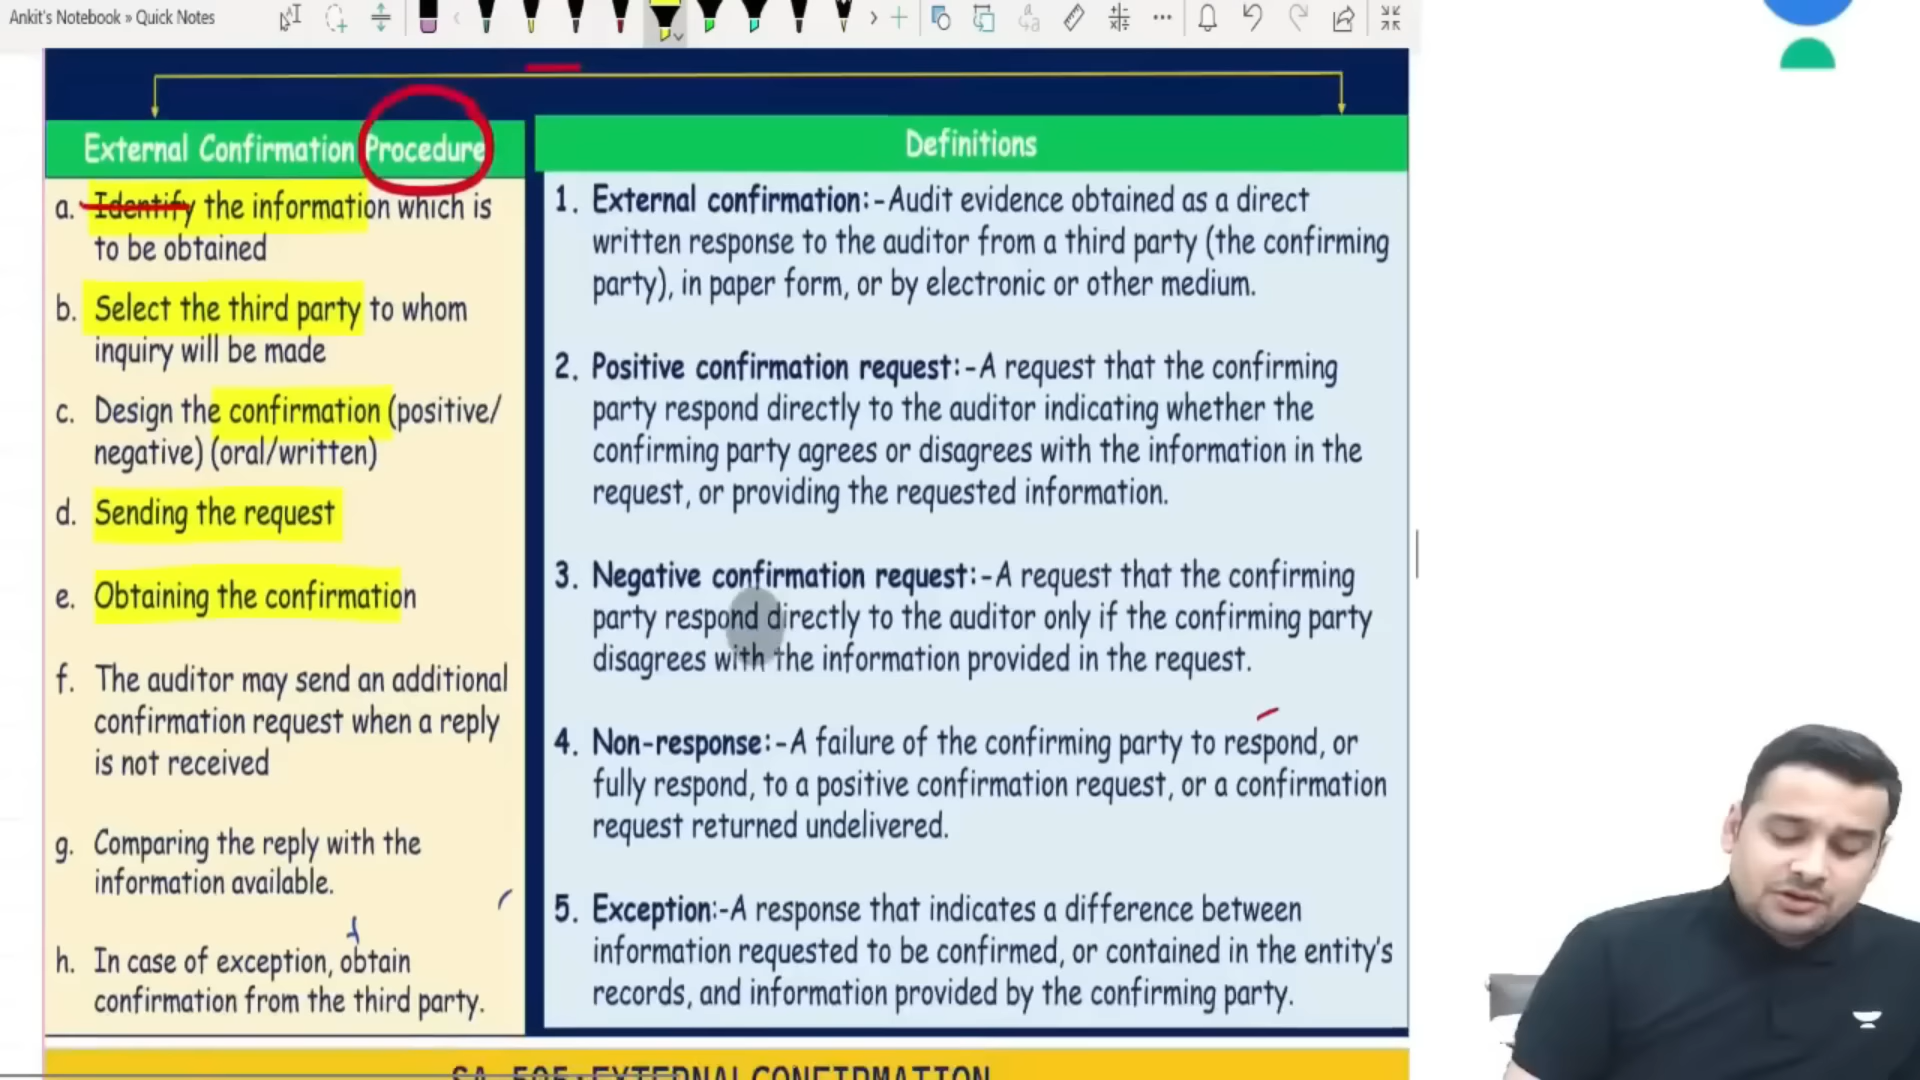 Ankit's Notebook » Quick Notes
External Confirmation Procedure
a. Identify the information which is
to be obtained
b. Select the third party to whom
inquiry will be made
c. Design the confirmation (positive/
negative) (oral/written)
d. Sending the request
e. Obtaining the confirmation
f. The auditor may send an additional
confirmation request when a reply
is not received
g. Comparing the reply with the
information available.
h. In case of exception, obtain
confirmation from the third party.
Definitions
1. External confirmation:-Audit evidence obtained as a direct
written response to the auditor from a third party (the confirming
party), in paper form, or by electronic or other medium.
2. Positive confirmation request:-A request that the confirming
party respond directly to the auditor indicating whether the
confirming party agrees or disagrees with the information in the
request, or providing the requested information.
3. Negative confirmation request:-A request that the confirming
party respond directly to the auditor only if the confirming party
disagrees with the information provided in the request.
4. Non-response:-A failure of the confirming party to respond, or
fully respond, to a positive confirmation request, or a confirmation
request returned undelivered.
5. Exception:-A response that indicates a difference between
information requested to be confirmed, or contained in the entity's
records, and information provided by the confirming party.
SA 505:EXTERNAL CONFIRMATION